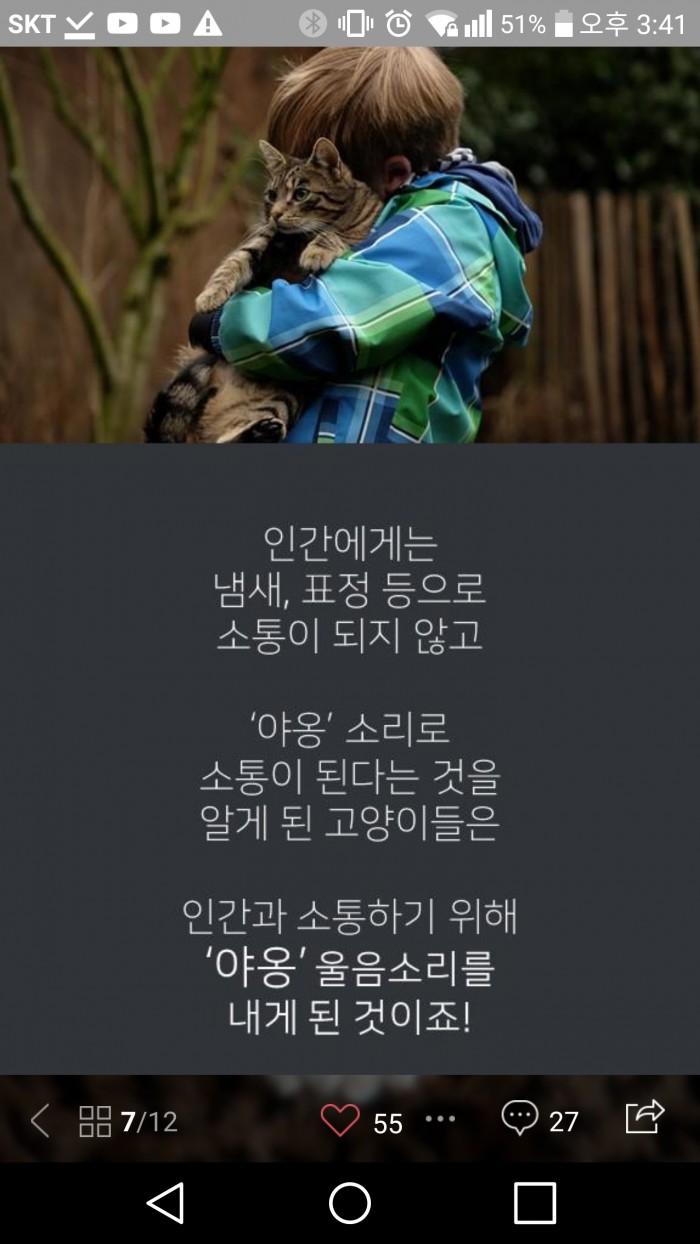 SKT 51% 오후 3:41
인간에게는
냄새, 표정 등으로
소통이 되지 않고
‘야옹’ 소리로
소통이 된다는 것을
알게 된 고양이들은
인간과 소통하기 위해
‘야옹’ 울음소리를
내게 된 것이죠!
7/12 55 27